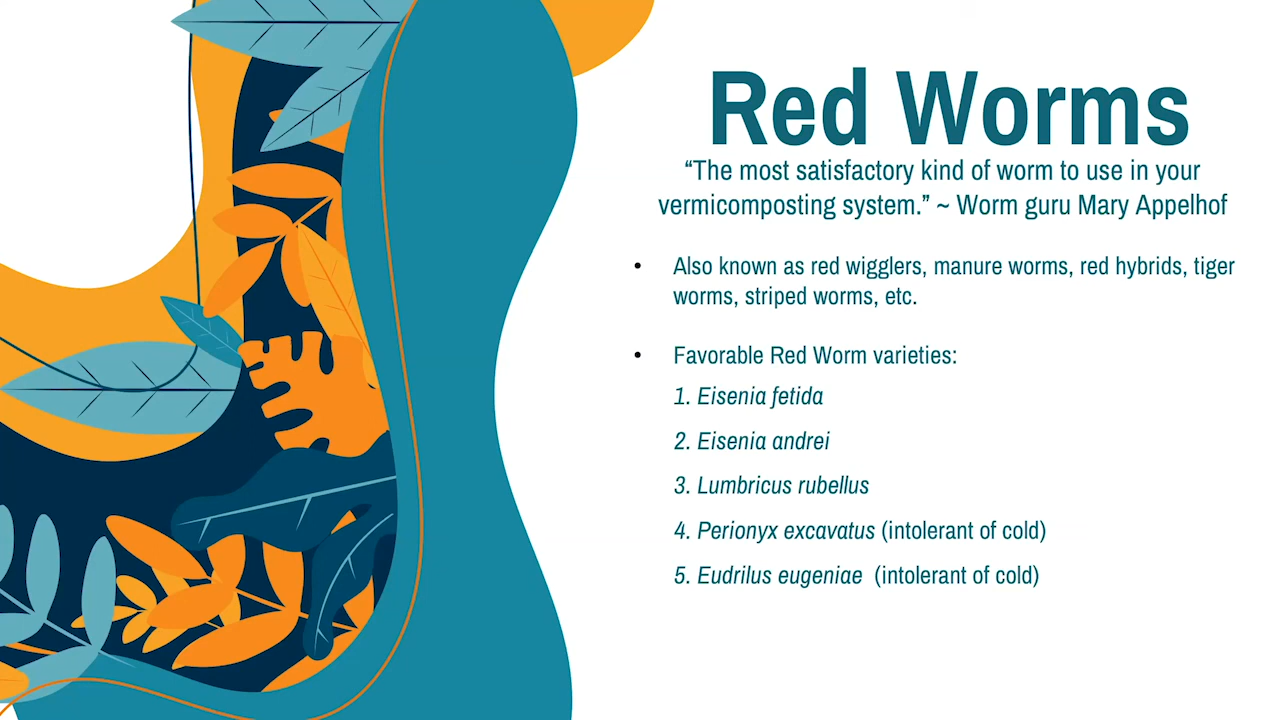 Red Worms
“The most satisfactory kind of worm to use in your
vermicomposting system.” ~ Worm guru Mary Appelhof
• Also known as red wigglers, manure worms, red hybrids, tiger
worms, striped worms, etc.
• Favorable Red Worm varieties:
1. Eisenia fetida
2. Eisenia andrei
3. Lumbricus rubellus
4. Perionyx excavatus (intolerant of cold)
5. Eudrilus eugeniae (intolerant of cold)